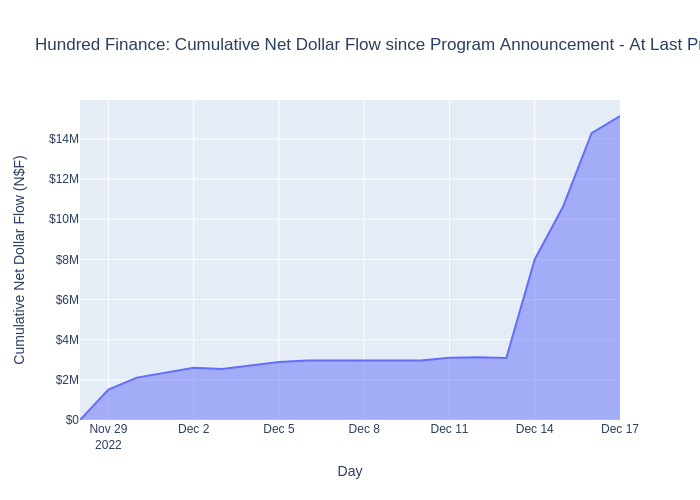 Hundred Finance: Cumulative Net Dollar Flow since Program Announcement - At Last
Cumulative Net Dollar Flow (N$F)
$14M
$12M
$10M
$8M
$6M
$4M
$2M
$0
Nov 29 Dec 2 Dec 5 Dec 8 Dec 11 Dec 14 Dec 17
2022
Day